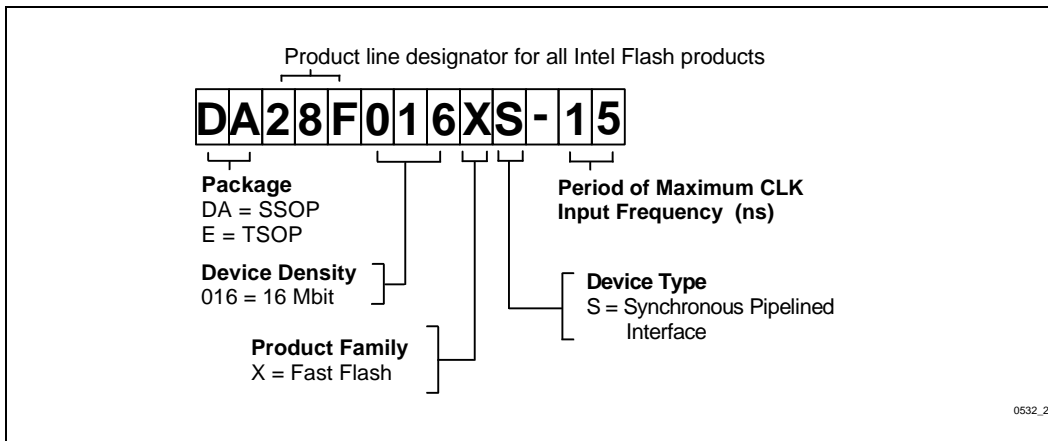 Product line designator for all Intel Flash products
DA28F016XS-15
Package
DA = SSOP
E = TSOP
Period of Maximum CLK
Input Frequency (ns)
Device Density
016 = 16 Mbit
Device Type
S = Synchronous Pipelined
Interface
Product Family
X = Fast Flash
0532_2